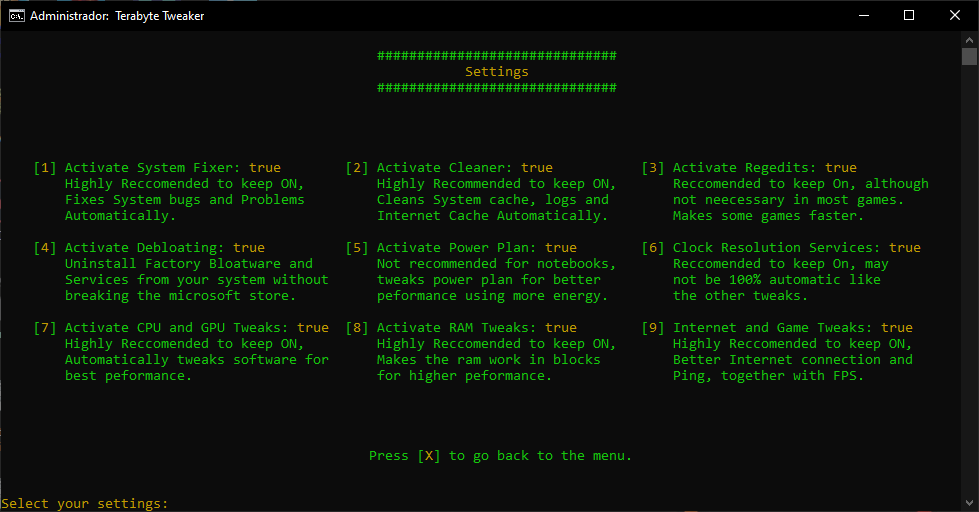 Administrador: Terabyte Tweaker
##############################
Settings
##############################
[1] Activate System Fixer: true
Highly Reccomended to keep ON,
Fixes System bugs and Problems
Automatically.
[2] Activate Cleaner: true
Highly Recommended to keep ON,
Cleans System cache, logs and
Internet Cache Automatically.
[3] Activate Regedits: true
Reccomended to keep On, although
not neecessary in most games.
Makes some games faster.
[4] Activate Debloating: true
Uninstall Factory Bloatware and
Services from your system without
breaking the microsoft store.
[5] Activate Power Plan: true
Not recommended for notebooks,
tweaks power plan for better
peformance using more energy.
[6] Clock Resolution Services: true
Reccomended to keep On, may
not be 100% automatic like
the other tweaks.
[7] Activate CPU and GPU Tweaks: true
Highly Reccomended to keep ON,
Automatically tweaks software for
best peformance.
[8] Activate RAM Tweaks: true
Highly Reccomended to keep ON,
Makes the ram work in blocks
for higher peformance.
[9] Internet and Game Tweaks: true
Highly Reccomended to keep ON,
Better Internet connection and
Ping, together with FPS.
Press [X] to go back to the menu.
Select your settings: